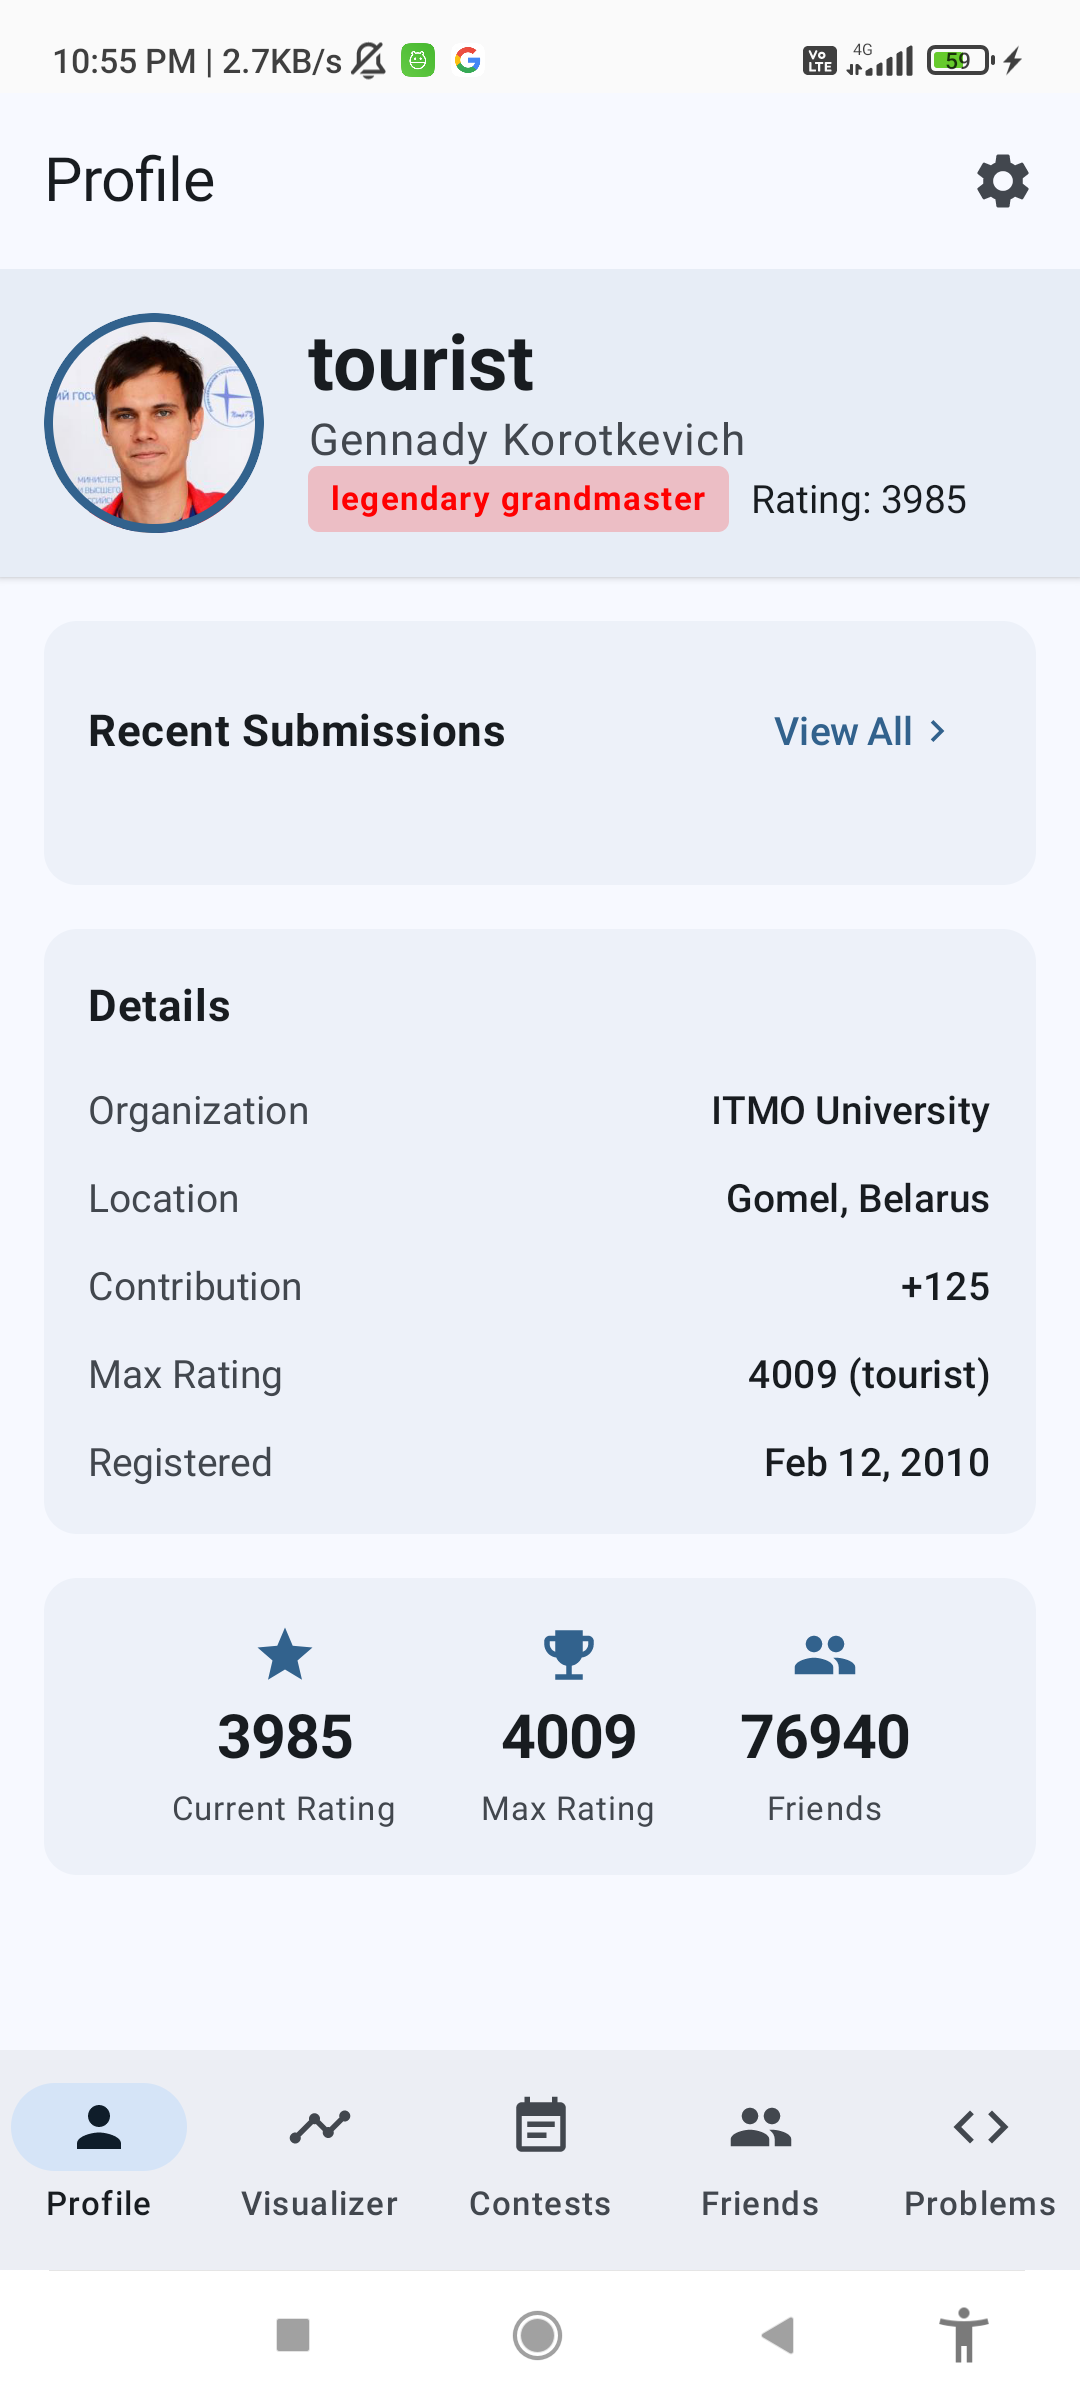 10:55 PM | 2.7KB/s
Vo LTE 4G 59
Profile
tourist
Gennady Korotkevich
legendary grandmaster Rating: 3985
Recent Submissions View All
Details
Organization ITMO University
Location Gomel, Belarus
Contribution +125
Max Rating 4009 (tourist)
Registered Feb 12, 2010
3985 4009 76940
Current Rating Max Rating Friends
Profile Visualizer Contests Friends Problems